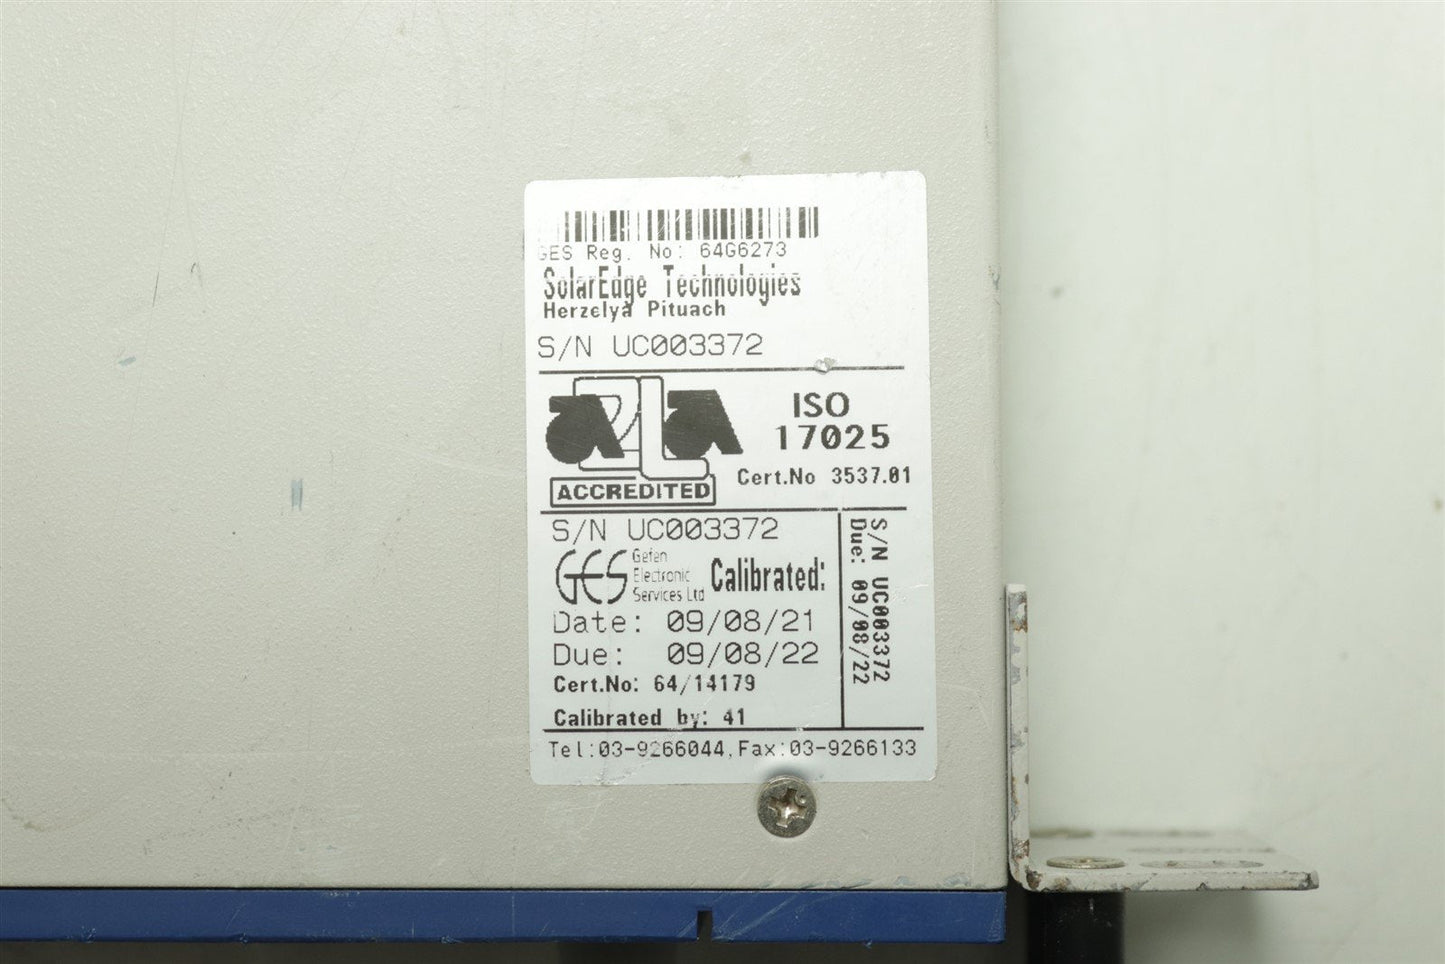 GES Reg. No: 64G6273
SolarEdge Technologies
Herzelya Pituach
S/N UC003372
A2LA
ACCREDITED
ISO
17025
Cert.No 3537.01
S/N UC003372
GES
Gefen
Electronic
Services Ltd
Calibrated:
Date: 09/08/21
Due: 09/08/22
Cert.No: 64/14179
Calibrated by: 41
S/N UC003372
Due: 09/08/22
Tel:03-9266044,Fax:03-9266133